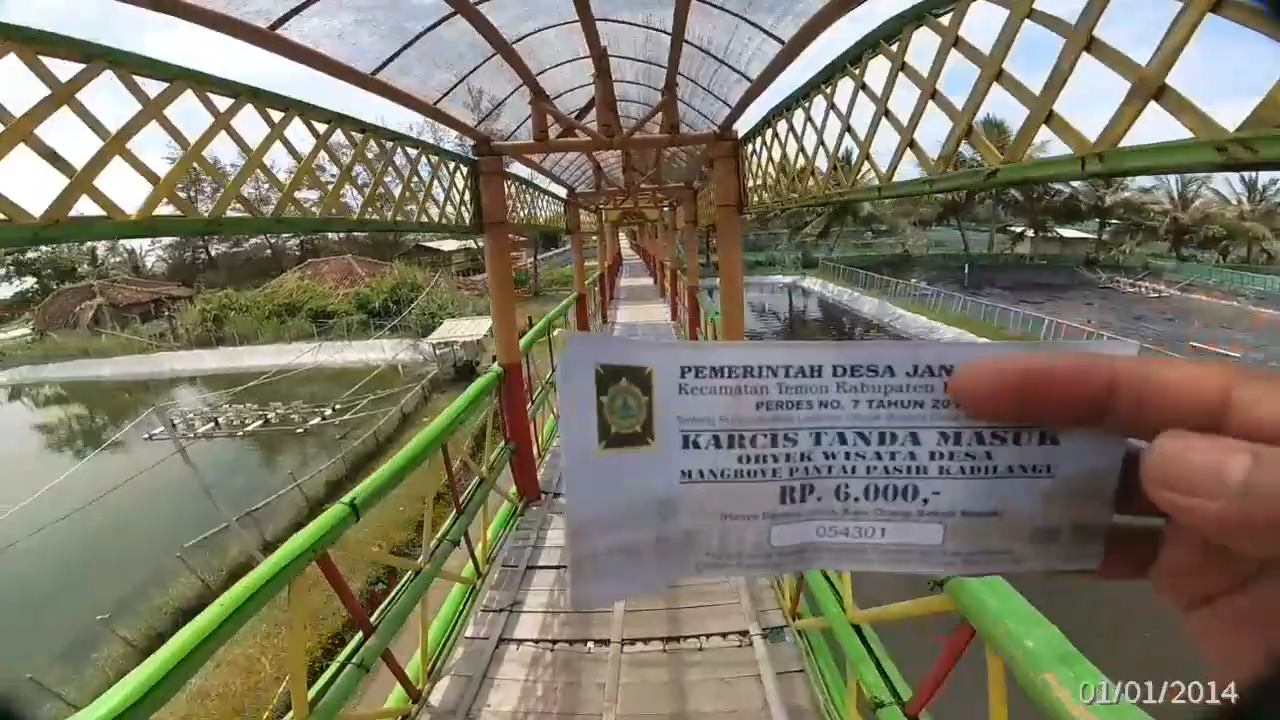 PEMERINTAH DESA JAN
Kecamatan Temon Kabupaten
PERDES NO. 7 TAHUN 20
KARCIS TANDA MASUK
OBYEK WISATA DESA
MANGROVE PANTAI PASIR KADILANGU
RP. 6.000,-
054301
01/01/2014